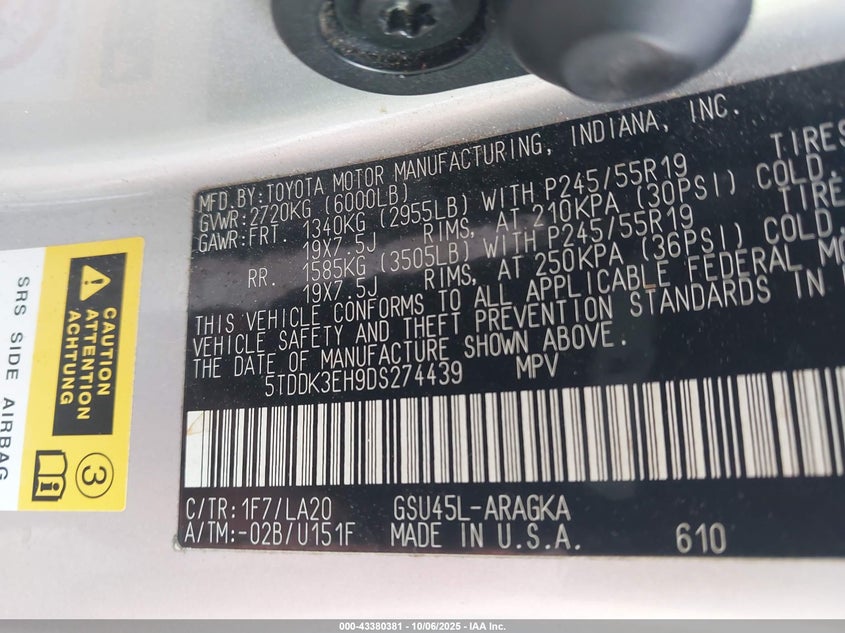 MFD.BY:TOYOTA MOTOR MANUFACTURING, INDIANA, INC.
GVWR:2720KG (6000LB)
GAWR:FRT. 1340KG (2955LB) WITH P245/55R19 TIRES
19X7.5J RIMS, AT 210KPA (30PSI) COLD.
RR. 1585KG (3505LB) WITH P245/55R19 TIRE
19X7.5J RIMS, AT 250KPA (36PSI) COLD.
THIS VEHICLE CONFORMS TO ALL APPLICABLE FEDERAL
VEHICLE SAFETY AND THEFT PREVENTION STANDARDS IN
THE DATE OF MANUFACTURE SHOWN ABOVE.
5TDDK3EH9DS274439 MPV
C/TR:1F7/LA20 GSU45L-ARAGKA
A/TM:-02B/U151F MADE IN U.S.A. 610
CAUTION
ATTENTION
ACHTUNG
SRS SIDE AIRBAG
3
000-43380381 - 10/06/2025 - IAA Inc.